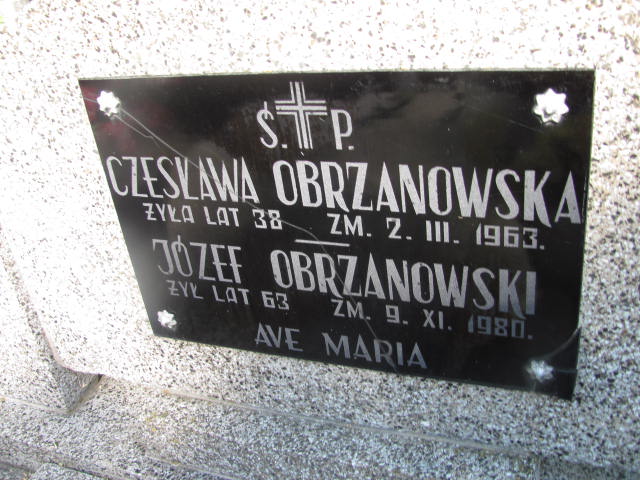 Ś. P.
CZESŁAWA OBRZANOWSKA
ŻYŁA LAT 38 ZM. 2. III. 1963.
JÓZEF OBRZANOWSKI
ŻYŁ LAT 63 ZM. 9. XI. 1980.
AVE MARIA